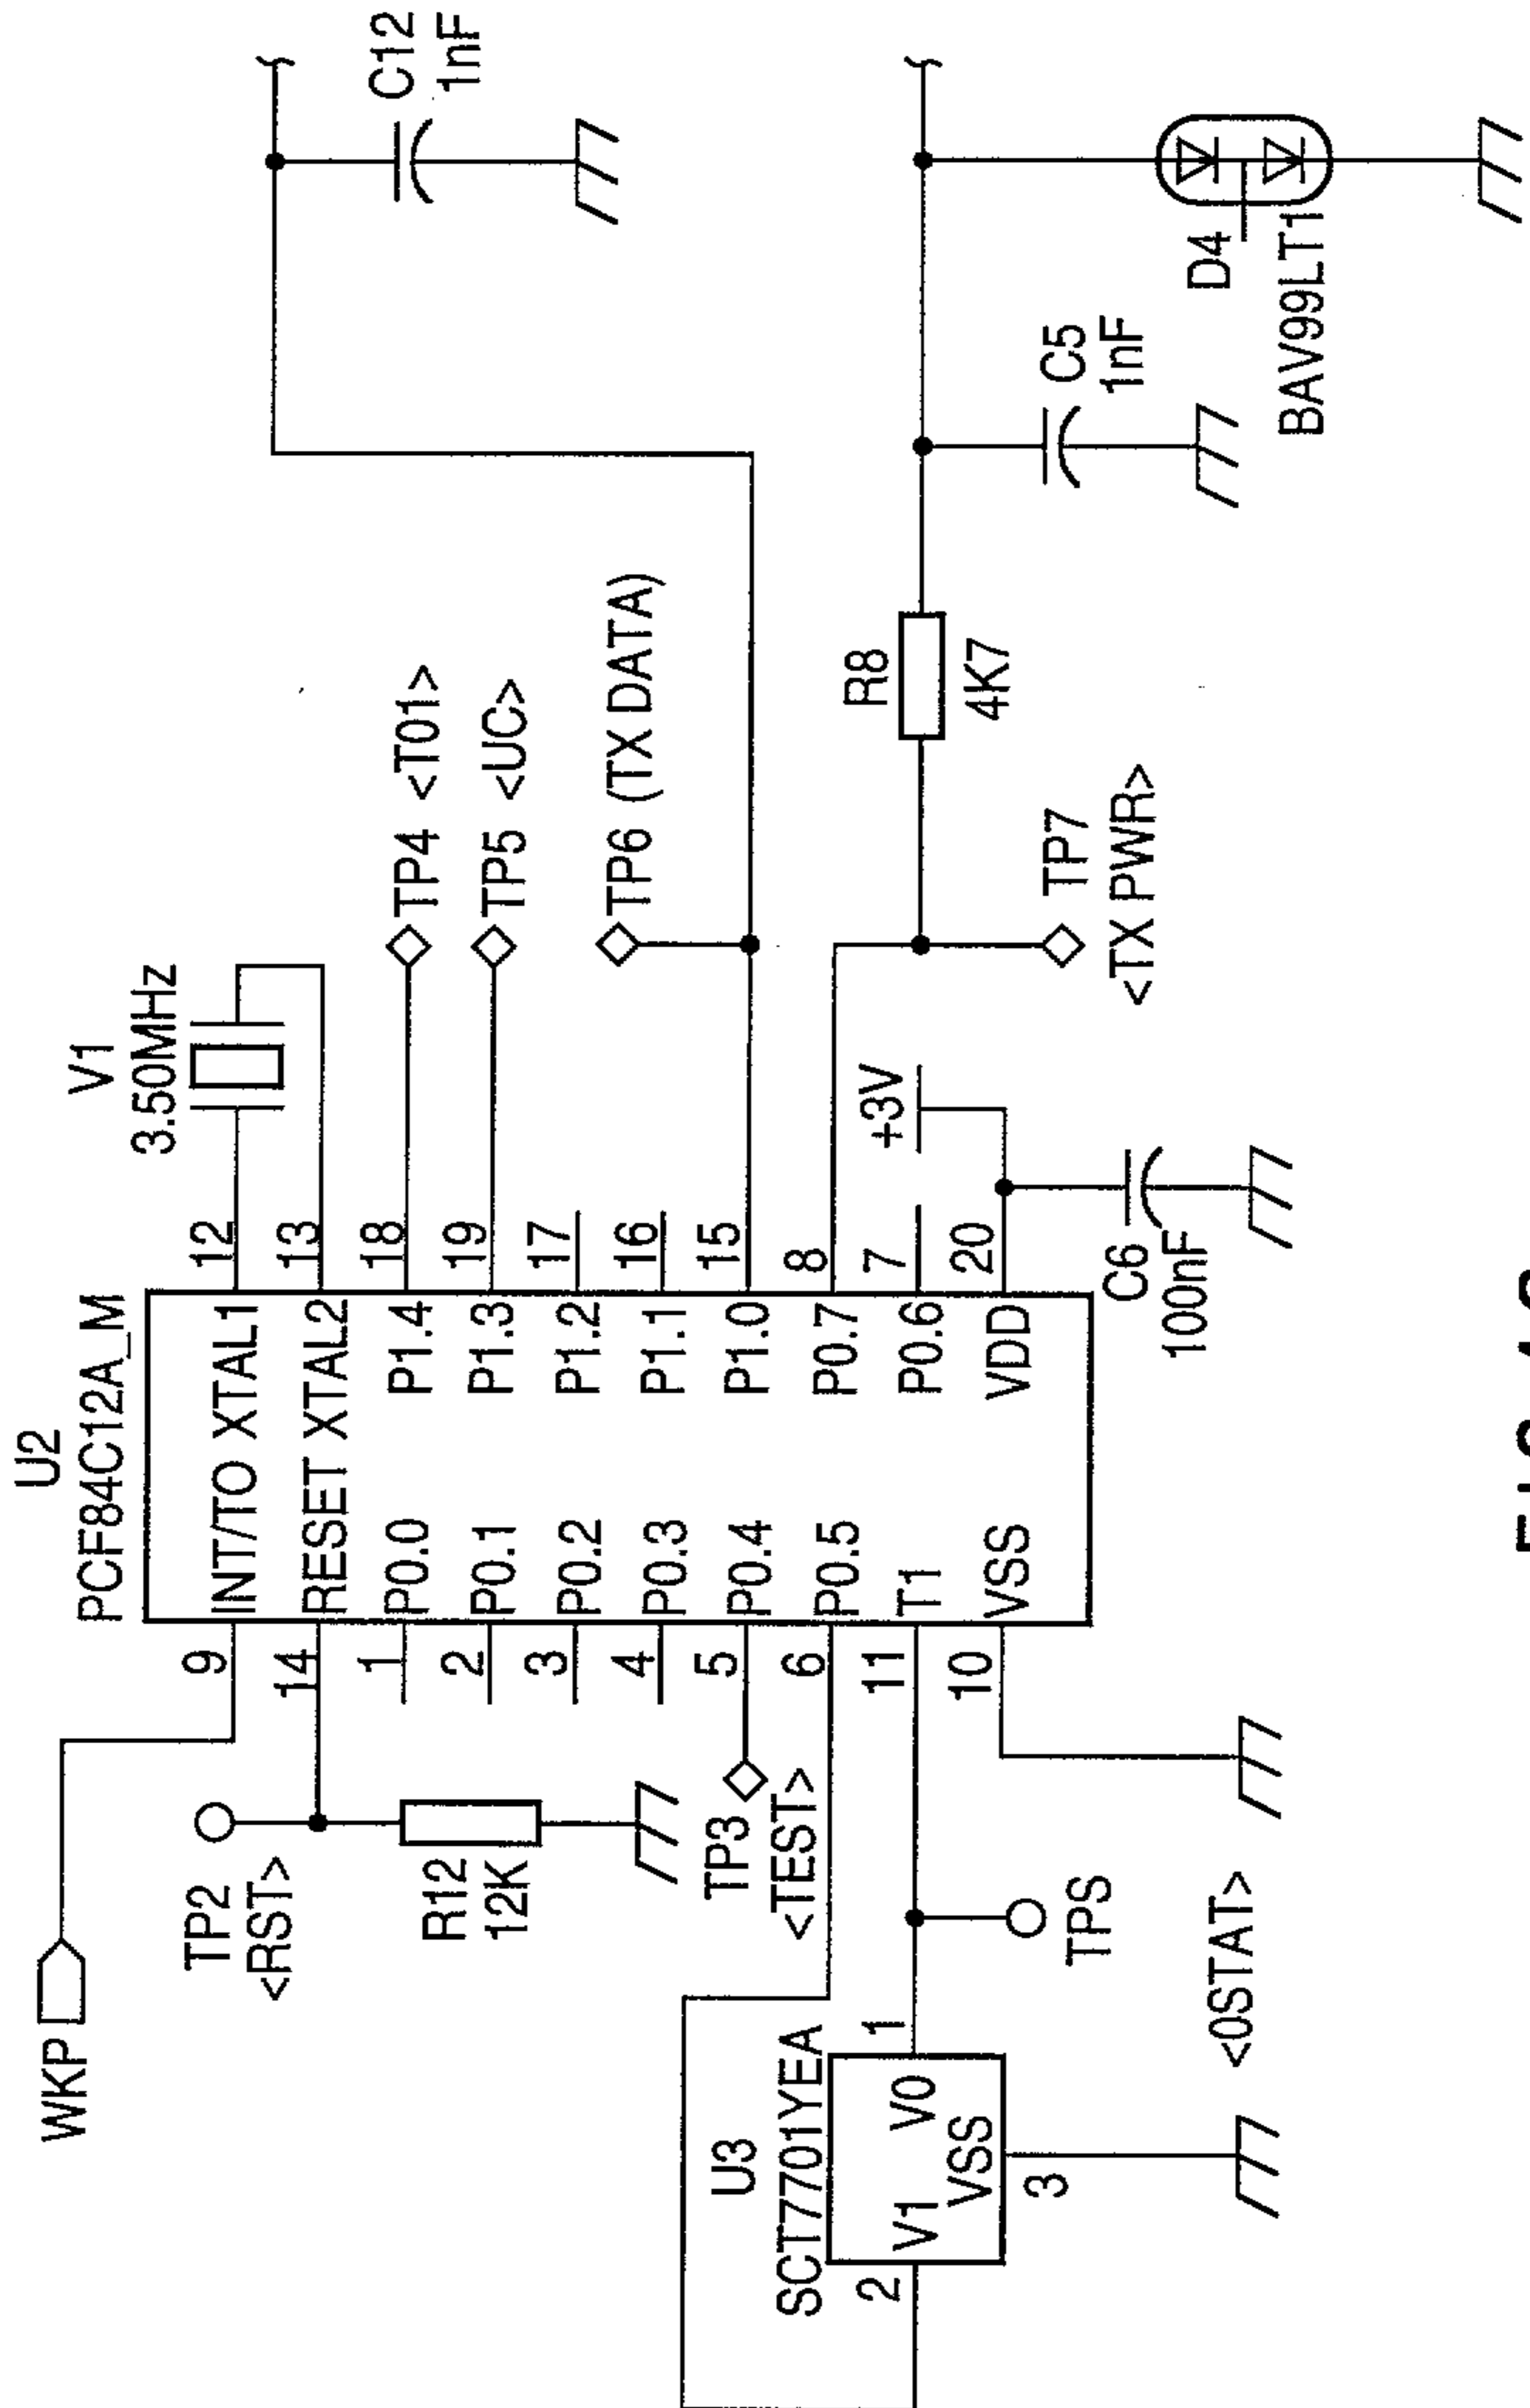 WKP
TP2
<RST>
R12
12K
TP3
<TEST>
U3
SCT7701YEA
V1 V0
VSS
2
1
3
TPS
<0STAT>
U2
PCF84C12A_M
9 INT/TO XTAL1 12
14 RESET XTAL2 13
1 P0.0 P1.4 18
2 P0.1 P1.3 19
3 P0.2 P1.2 17
4 P0.3 P1.1 16
5 P0.4 P1.0 15
6 P0.5 P0.7 8
11 T1 P0.6 7
10 VSS VDD 20
V1
3.50MHz
TP4 <T01>
TP5 <UC>
TP6 (TX DATA)
+3V
C6
100nF
TP7
<TX PWR>
R8
4K7
C12
1nF
C5
1nF
D4
BAV99LT1